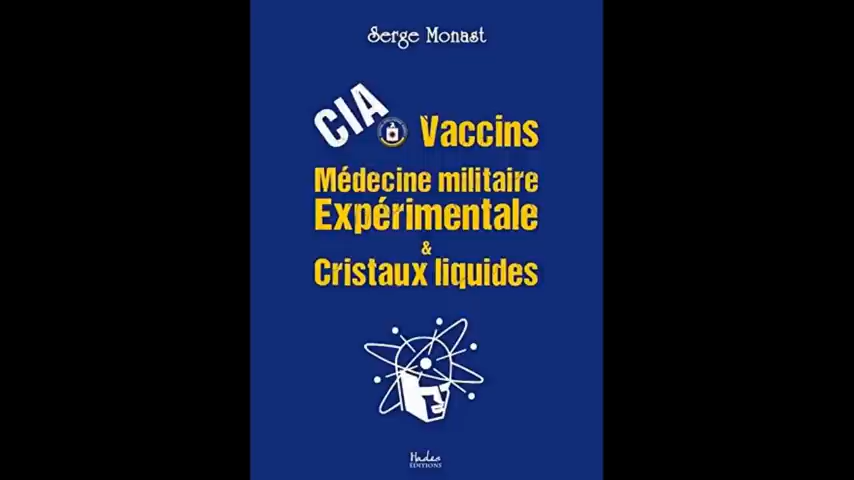 Serge Monast
CIA Vaccins
Médecine militaire
Expérimentale
&
Cristaux liquides
Hades
ÉDITIONS